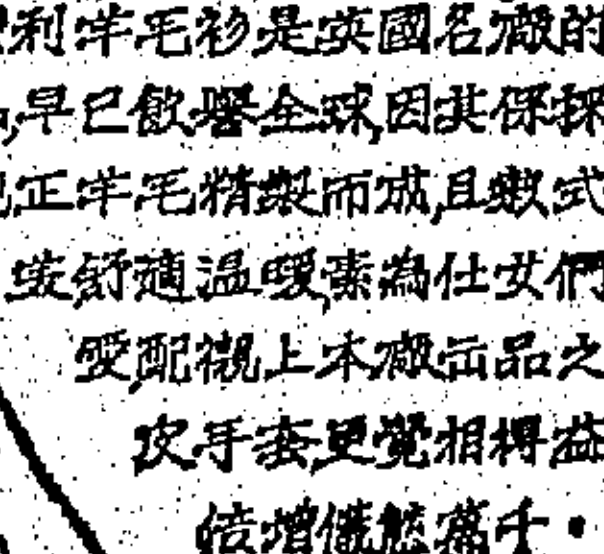 利羊毛衫是英國名廠的
早已飲譽全球,因其係採
正羊毛精製而成,且款式
舒適溫暖,素為仕女們
愛,配襯上本廠出品之
皮手套,更覺相得益
倍增儀態萬千。